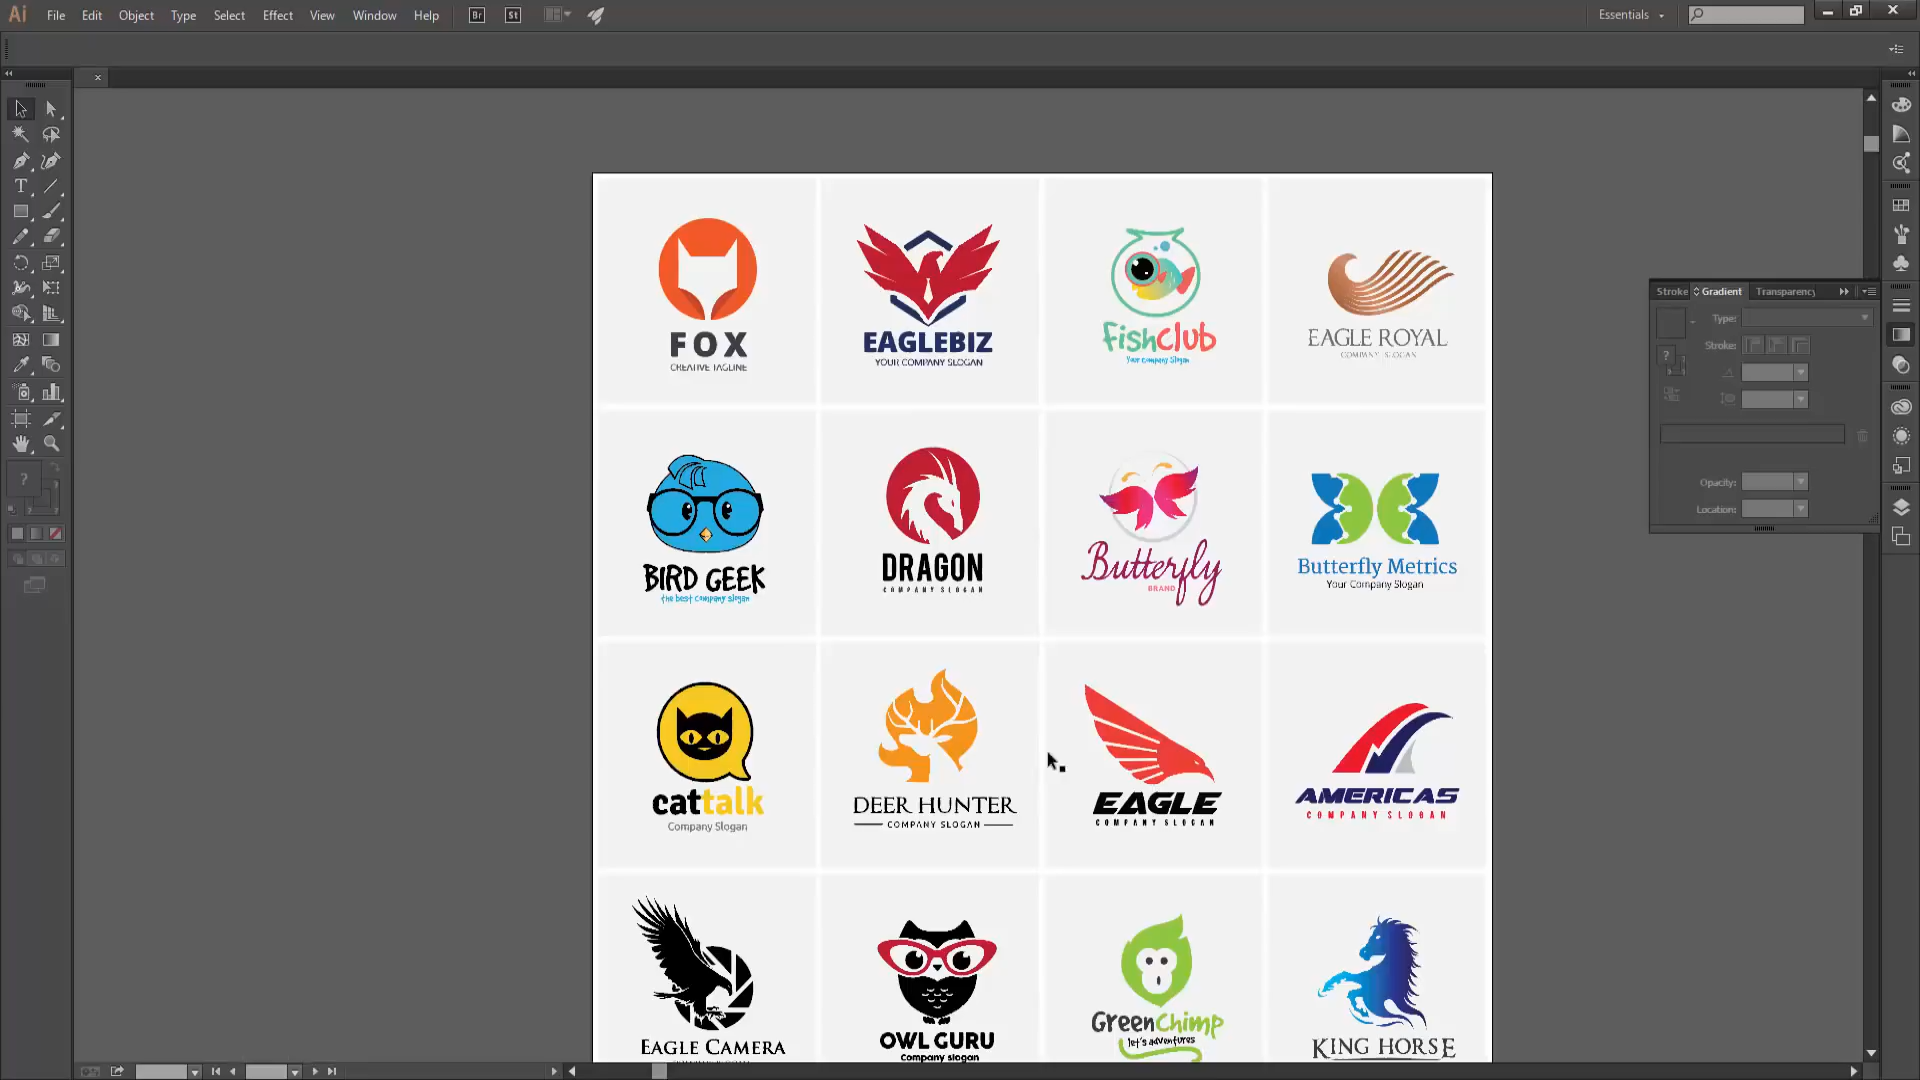 Ai File Edit Object Type Select Effect View Window Help Br St Essentials
Stroke Gradient Transparency
Type:
Stroke:
Opacity:
Location:
FOX
CREATIVE TAGLINE
EAGLEBIZ
YOUR COMPANY SLOGAN
fishclub
Your Company Slogan
EAGLE ROYAL
COMPANY SLOGAN
BIRD GEEK
the best company slogan
DRAGON
COMPANY SLOGAN
Butterfly
BRAND
Butterfly Metrics
Your Company Slogan
cattalk
Company Slogan
DEER HUNTER
COMPANY SLOGAN
EAGLE
COMPANY SLOGAN
AMERICAS
COMPANY SLOGAN
EAGLE CAMERA
OWL GURU
Company slogan
GreenChimp
let's adventures
KING HORSE